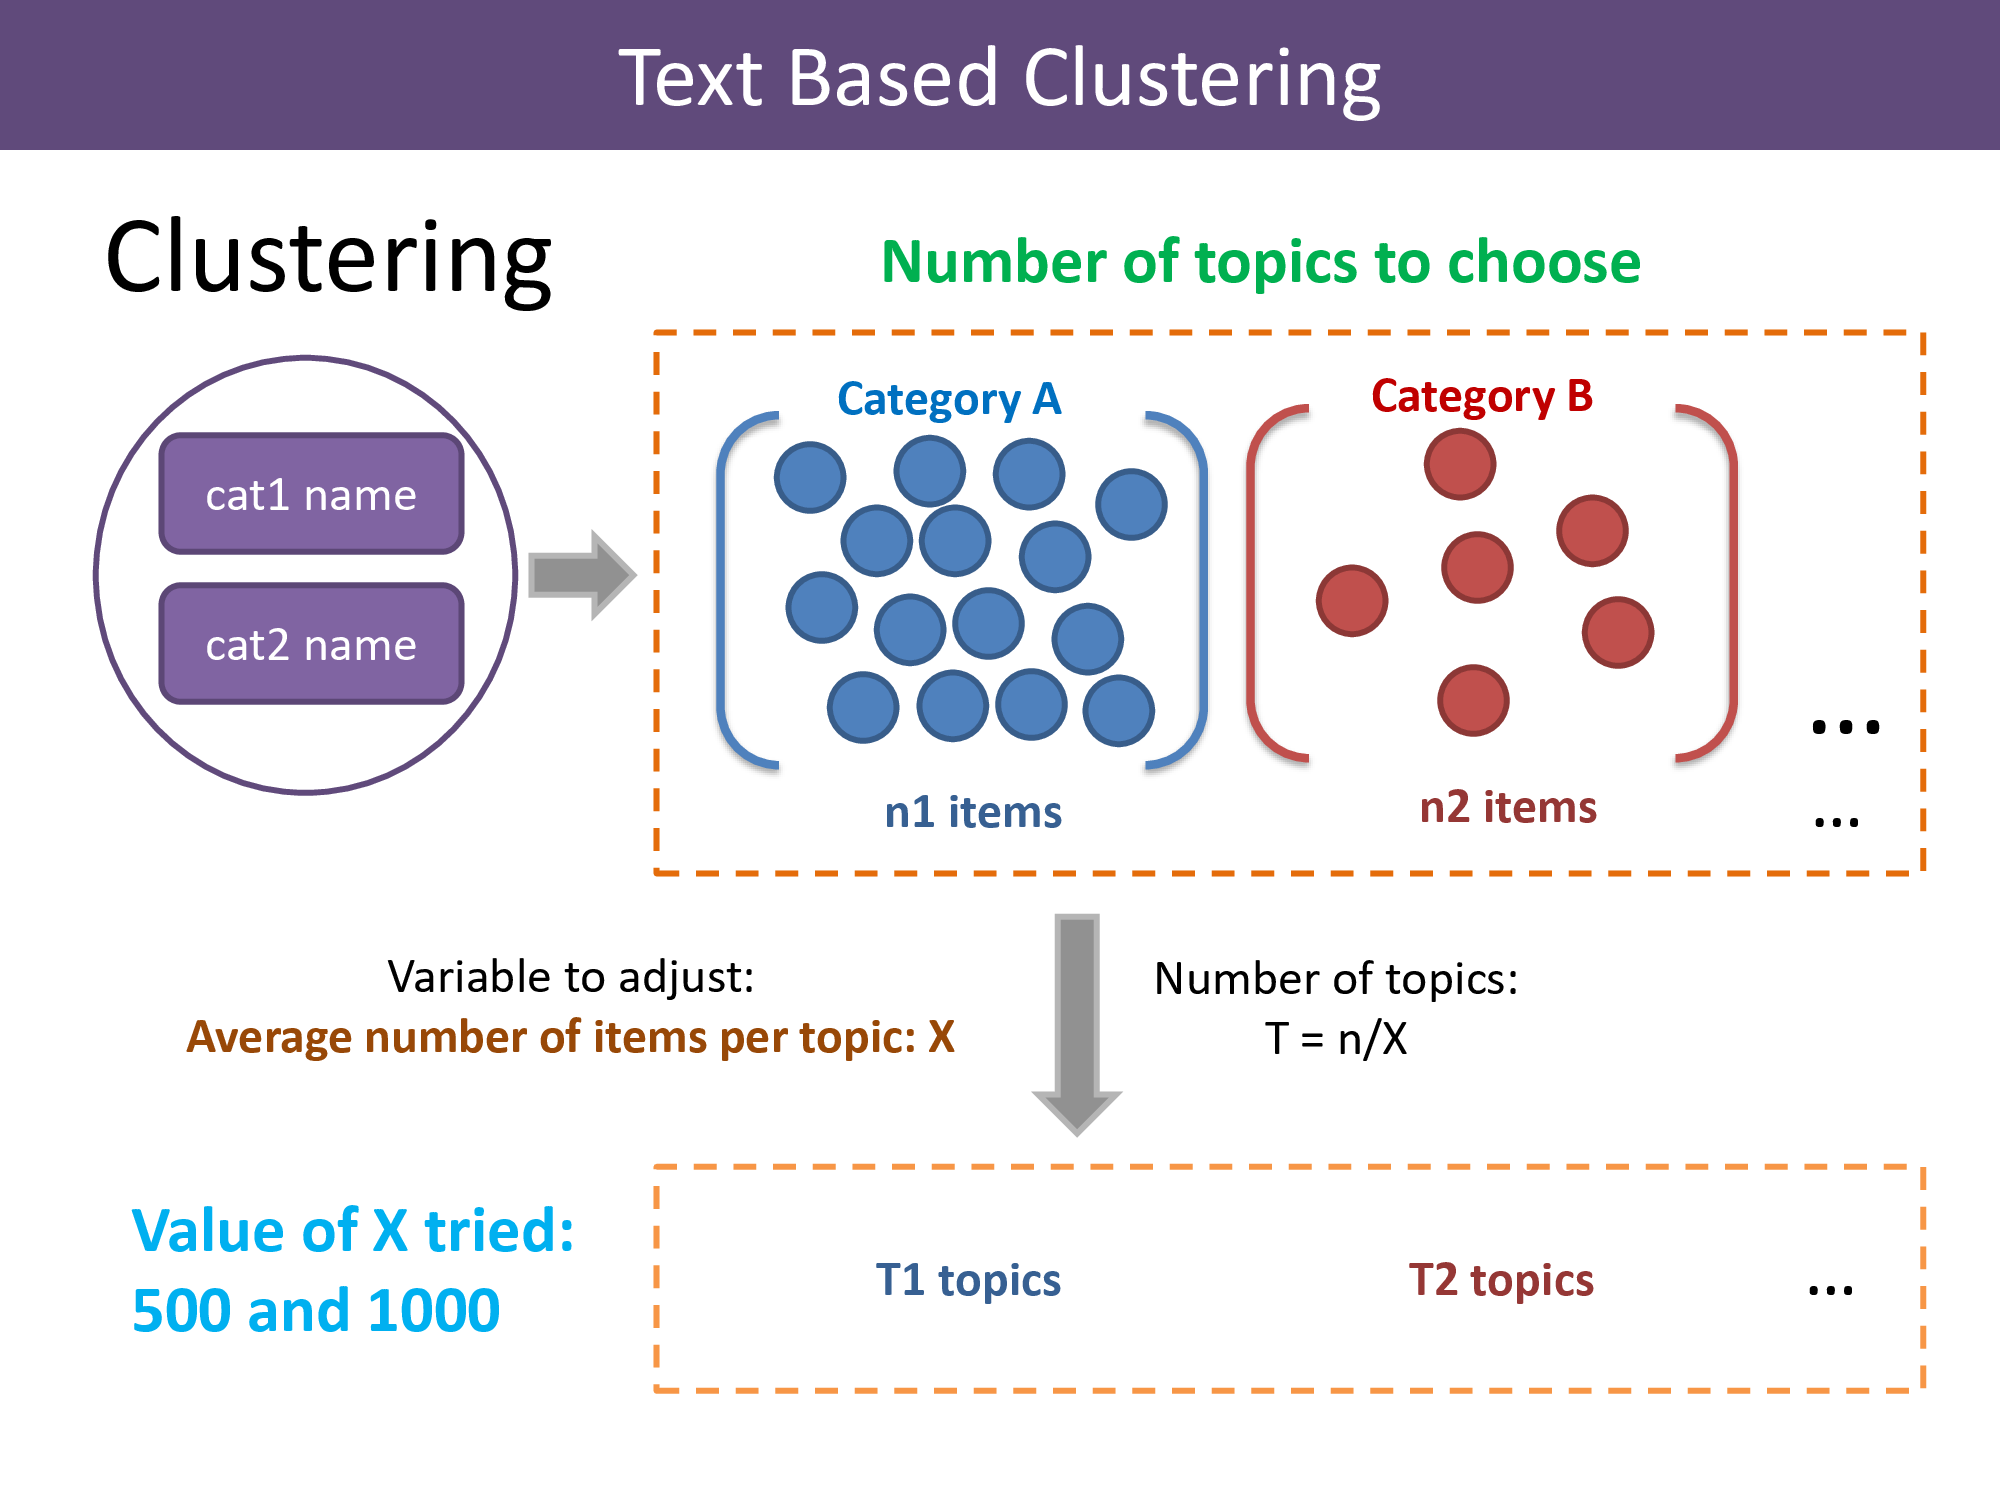 Text Based Clustering
Clustering
Number of topics to choose
cat1 name
cat2 name
Category A
Category B
...
n1 items
n2 items
...
Variable to adjust:
Average number of items per topic: X
Number of topics:
T = n/X
Value of X tried:
500 and 1000
T1 topics
T2 topics
...